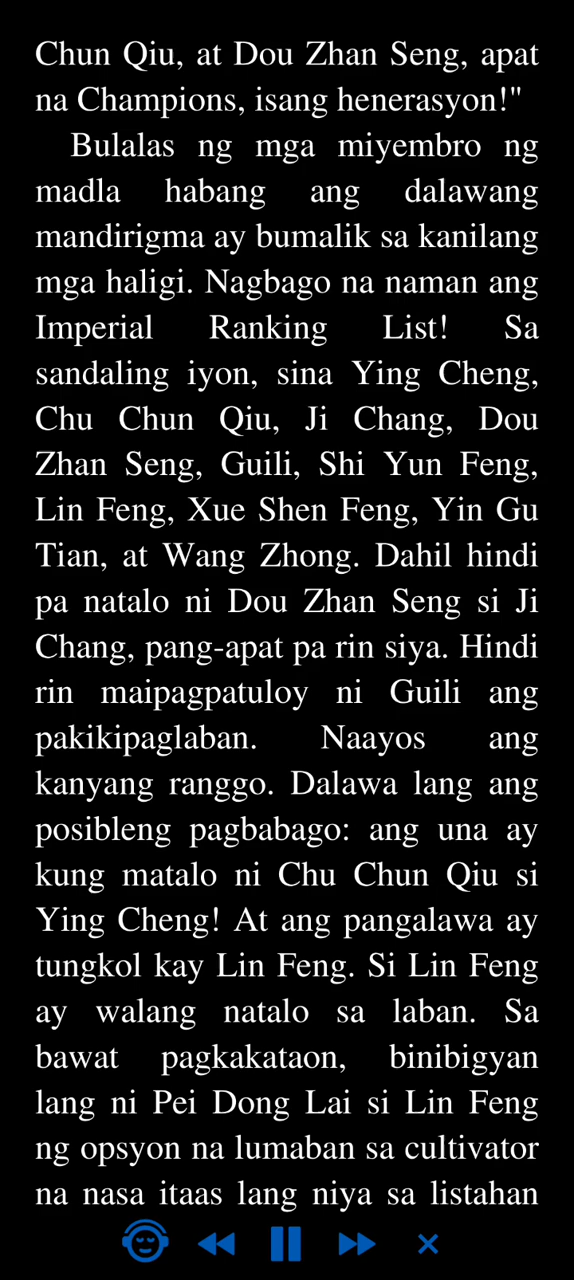 Chun Qiu, at Dou Zhan Seng, apat
na Champions, isang henerasyon!"
Bulalas ng mga miyembro ng
madla habang ang dalawang
mandirigma ay bumalik sa kanilang
mga haligi. Nagbago na naman ang
Imperial Ranking List! Sa
sandaling iyon, sina Ying Cheng,
Chu Chun Qiu, Ji Chang, Dou
Zhan Seng, Guili, Shi Yun Feng,
Lin Feng, Xue Shen Feng, Yin Gu
Tian, at Wang Zhong. Dahil hindi
pa natalo ni Dou Zhan Seng si Ji
Chang, pang-apat pa rin siya. Hindi
rin maipagpatuloy ni Guili ang
pakikipaglaban. Naayos ang
kanyang ranggo. Dalawa lang ang
posibleng pagbabago: ang una ay
kung matalo ni Chu Chun Qiu si
Ying Cheng! At ang pangalawa ay
tungkol kay Lin Feng. Si Lin Feng
ay walang natalo sa laban. Sa
bawat pagkakataon, binibigyan
lang ni Pei Dong Lai si Lin Feng
ng opsyon na lumaban sa cultivator
na nasa itaas lang niya sa listahan